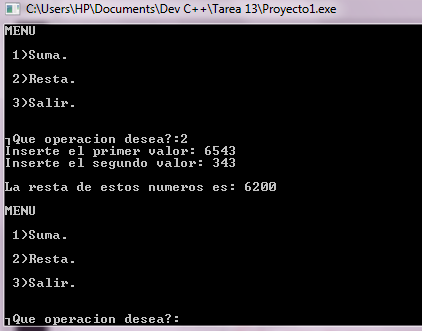 C:\Users\HP\Documents\Dev C++\Tarea 13\Proyecto1.exe
MENU
1)Suma.
2)Resta.
3)Salir.
┐Que operacion desea?:2
Inserte el primer valor: 6543
Inserte el segundo valor: 343
La resta de estos numeros es: 6200
MENU
1)Suma.
2)Resta.
3)Salir.
┐Que operacion desea?: